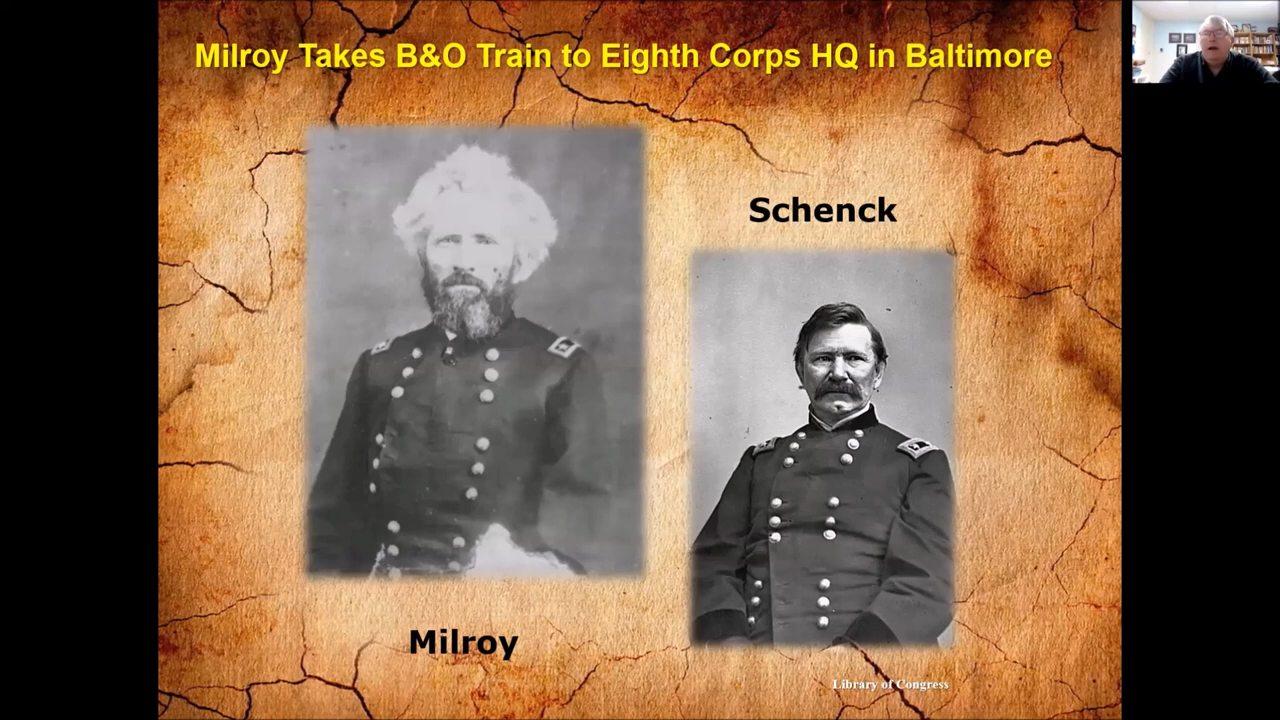 Milroy Takes B&O Train to Eighth Corps HQ in Baltimore
Schenck
Milroy
Library of Congress